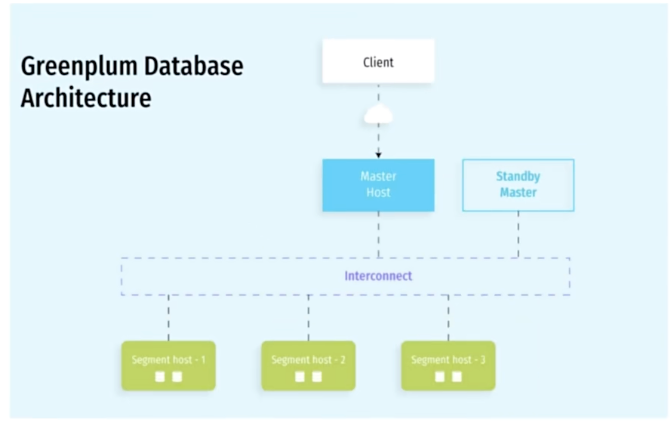 Greenplum Database
Architecture
Client
Master
Host
Standby
Master
Interconnect
Segment host - 1
Segment host - 2
Segment host - 3